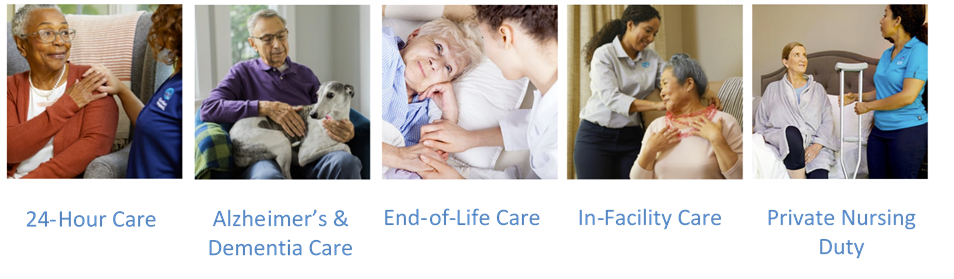 24-Hour Care
Alzheimer’s &
Dementia Care
End-of-Life Care
In-Facility Care
Private Nursing
Duty